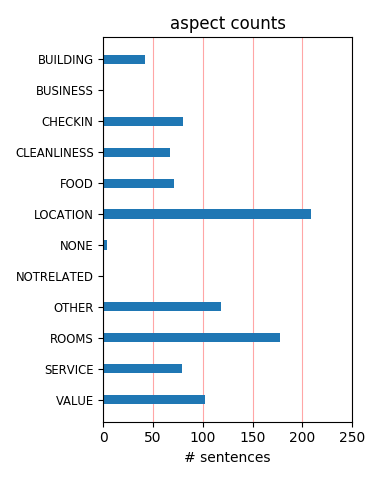 aspect counts
BUILDING
BUSINESS
CHECKIN
CLEANLINESS
FOOD
LOCATION
NONE
NOTRELATED
OTHER
ROOMS
SERVICE
VALUE
0 50 100 150 200 250
# sentences